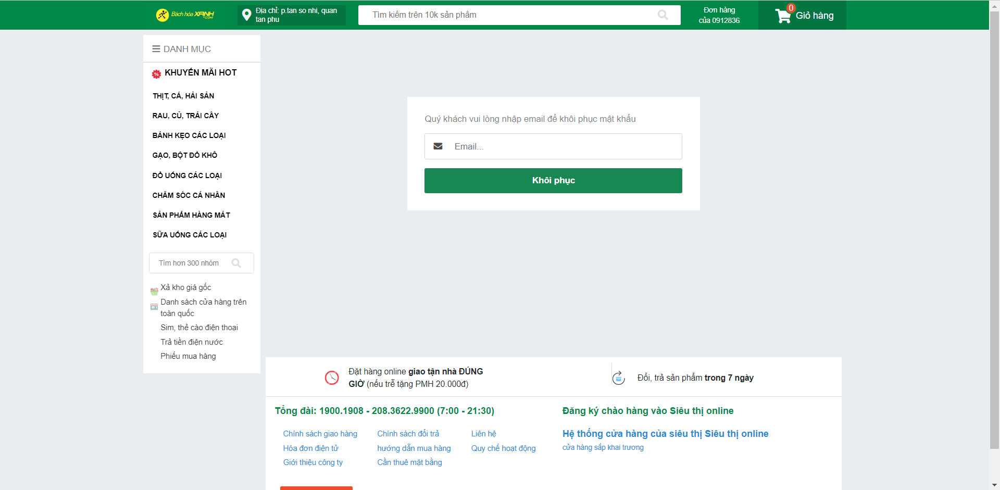 Bách hóa XANH
.COM
Địa chỉ: p.tan so nhi, quan
tan phu
Tìm kiếm trên 10k sản phẩm
Đơn hàng
của 0912836
0
Giỏ hàng
DANH MỤC
% KHUYẾN MÃI HOT
THỊT, CÁ, HẢI SẢN
RAU, CỦ, TRÁI CÂY
BÁNH KẸO CÁC LOẠI
GẠO, BỘT ĐỒ KHÔ
ĐỒ UỐNG CÁC LOẠI
CHĂM SÓC CÁ NHÂN
SẢN PHẨM HÀNG MÁT
SỮA UỐNG CÁC LOẠI
Tìm hơn 300 nhóm
Xả kho giá gốc
Danh sách cửa hàng trên
toàn quốc
Sim, thẻ cào điện thoại
Trả tiền điện nước
Phiếu mua hàng
Quý khách vui lòng nhập email để khôi phục mật khẩu
Email...
Khôi phục
Đặt hàng online giao tận nhà ĐÚNG
GIỜ (nếu trễ tặng PMH 20.000đ)
Đổi, trả sản phẩm trong 7 ngày
Tổng đài: 1900.1908 - 208.3622.9900 (7:00 - 21:30)
Chính sách giao hàng
Chính sách đổi trả
Liên hệ
Hóa đơn điện tử
hướng dẫn mua hàng
Quy chế hoạt động
Giới thiệu công ty
Cần thuê mặt bằng
Đăng ký chào hàng vào Siêu thị online
Hệ thống cửa hàng của siêu thị Siêu thị online
cửa hàng sắp khai trương